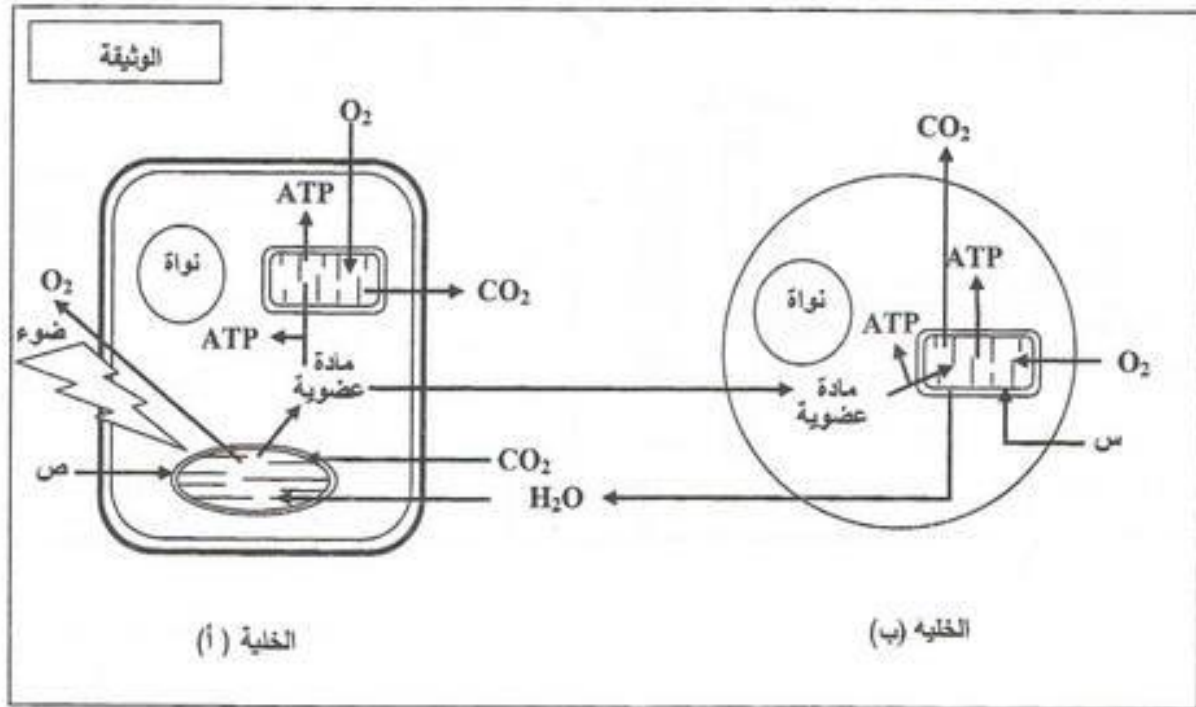 الوثيقة
O₂
ATP
نواة
CO₂
O₂
ضوء
ATP
مادة
عضوية
ص
CO₂
H₂O
الخلية ( أ)
CO₂
ATP
نواة
ATP
O₂
مادة
عضوية
س
الخليه (ب)